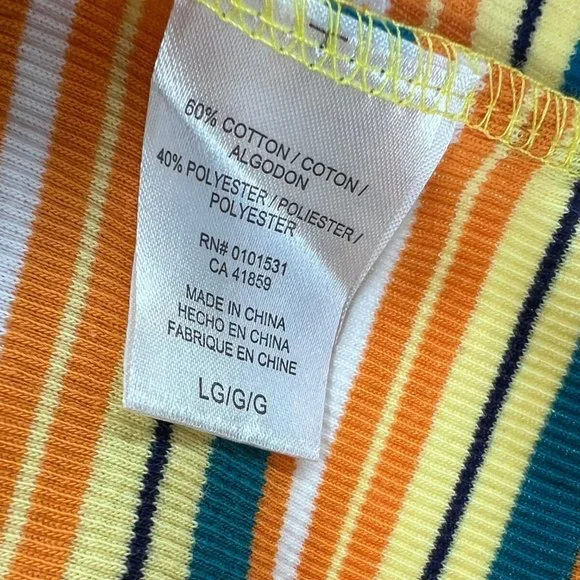 60% COTTON / COTON /
ALGODON
40% POLYESTER / POLIESTER /
POLYESTER
RN# 0101531
CA 41859
MADE IN CHINA
HECHO EN CHINA
FABRIQUE EN CHINE
LG/G/G